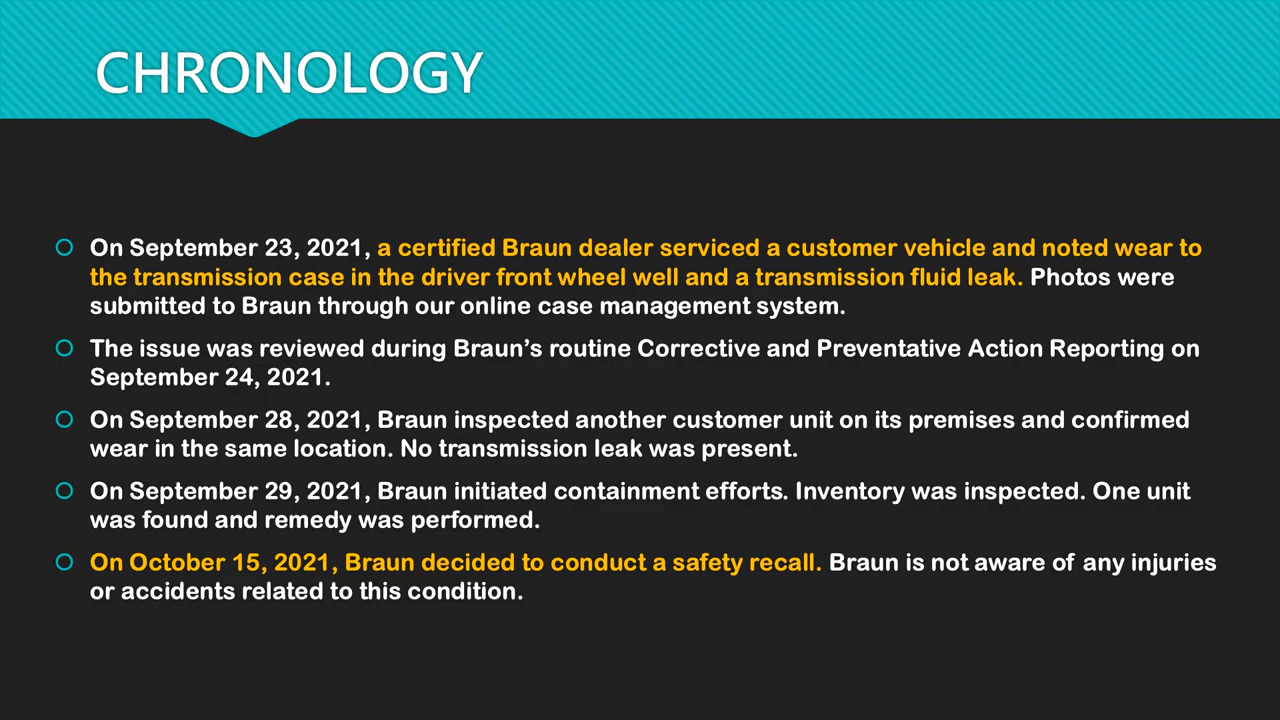 CHRONOLOGY
On September 23, 2021, a certified Braun dealer serviced a customer vehicle and noted wear to
the transmission case in the driver front wheel well and a transmission fluid leak. Photos were
submitted to Braun through our online case management system.
The issue was reviewed during Braun’s routine Corrective and Preventative Action Reporting on
September 24, 2021.
On September 28, 2021, Braun inspected another customer unit on its premises and confirmed
wear in the same location. No transmission leak was present.
On September 29, 2021, Braun initiated containment efforts. Inventory was inspected. One unit
was found and remedy was performed.
On October 15, 2021, Braun decided to conduct a safety recall. Braun is not aware of any injuries
or accidents related to this condition.